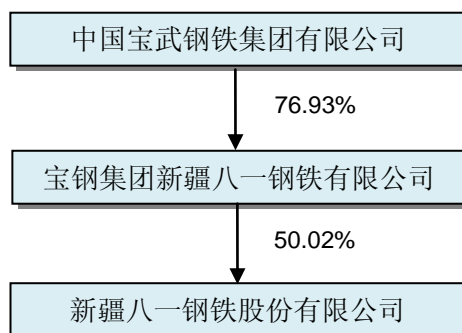 中国宝武钢铁集团有限公司
76.93%
宝钢集团新疆八一钢铁有限公司
50.02%
新疆八一钢铁股份有限公司